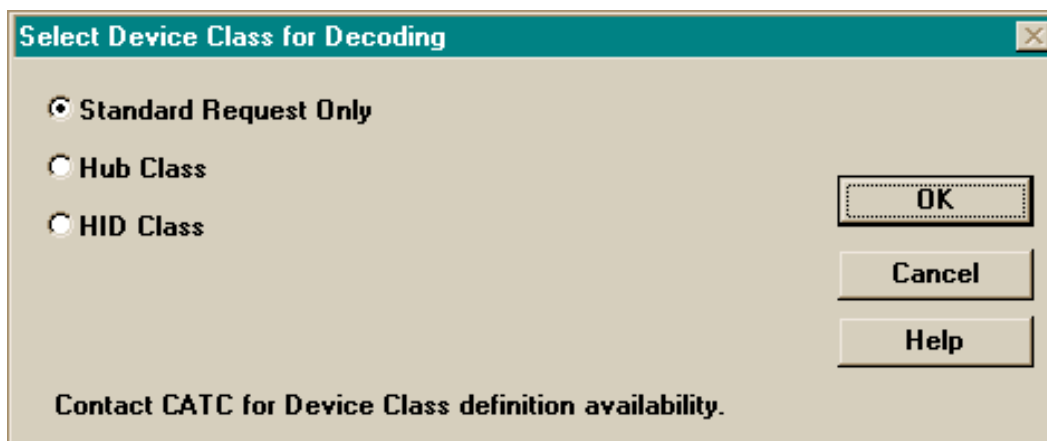 Select Device Class for Decoding
Standard Request Only
Hub Class
HID Class
OK
Cancel
Help
Contact CATC for Device Class definition availability.